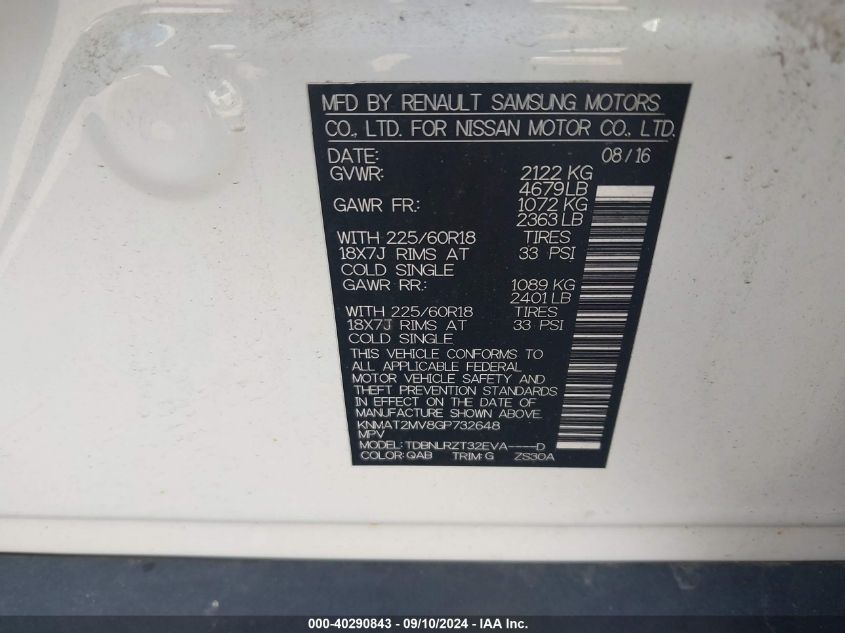 MFD BY RENAULT SAMSUNG MOTORS
CO., LTD. FOR NISSAN MOTOR CO., LTD.
DATE: 08/16
GVWR: 2122 KG
4679LB
GAWR FR.: 1072 KG
2363 LB
WITH 225/60R18 TIRES
18X7J RIMS AT 33 PSI
COLD SINGLE
GAWR RR.: 1089 KG
2401 LB
WITH 225/60R18 TIRES
18X7J RIMS AT 33 PSI
COLD SINGLE
THIS VEHICLE CONFORMS TO
ALL APPLICABLE FEDERAL
MOTOR VEHICLE SAFETY AND
THEFT PREVENTION STANDARDS
IN EFFECT ON THE DATE OF
MANUFACTURE SHOWN ABOVE.
KNMAT2MV8GP732648
MPV
MODEL: TDBNLRZT32EVA----D
COLOR: QAB TRIM: G ZS30A
000-40290843 - 09/10/2024 - IAA Inc.